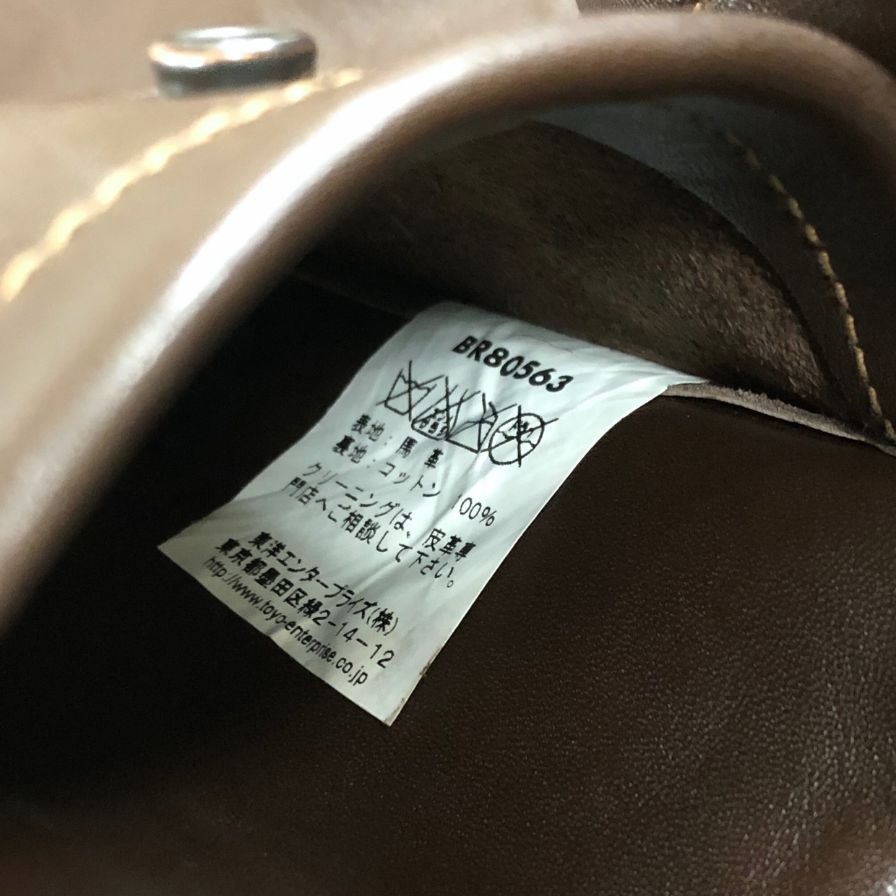 BR80563
表地：馬 革
裏地：コットン 100%
クリーニングは、皮革専
門店へご相談して下さい。
東洋エンタープライズ(株)
東京都墨田区緑2-14-12
http://www.toyo-enterprise.co.jp